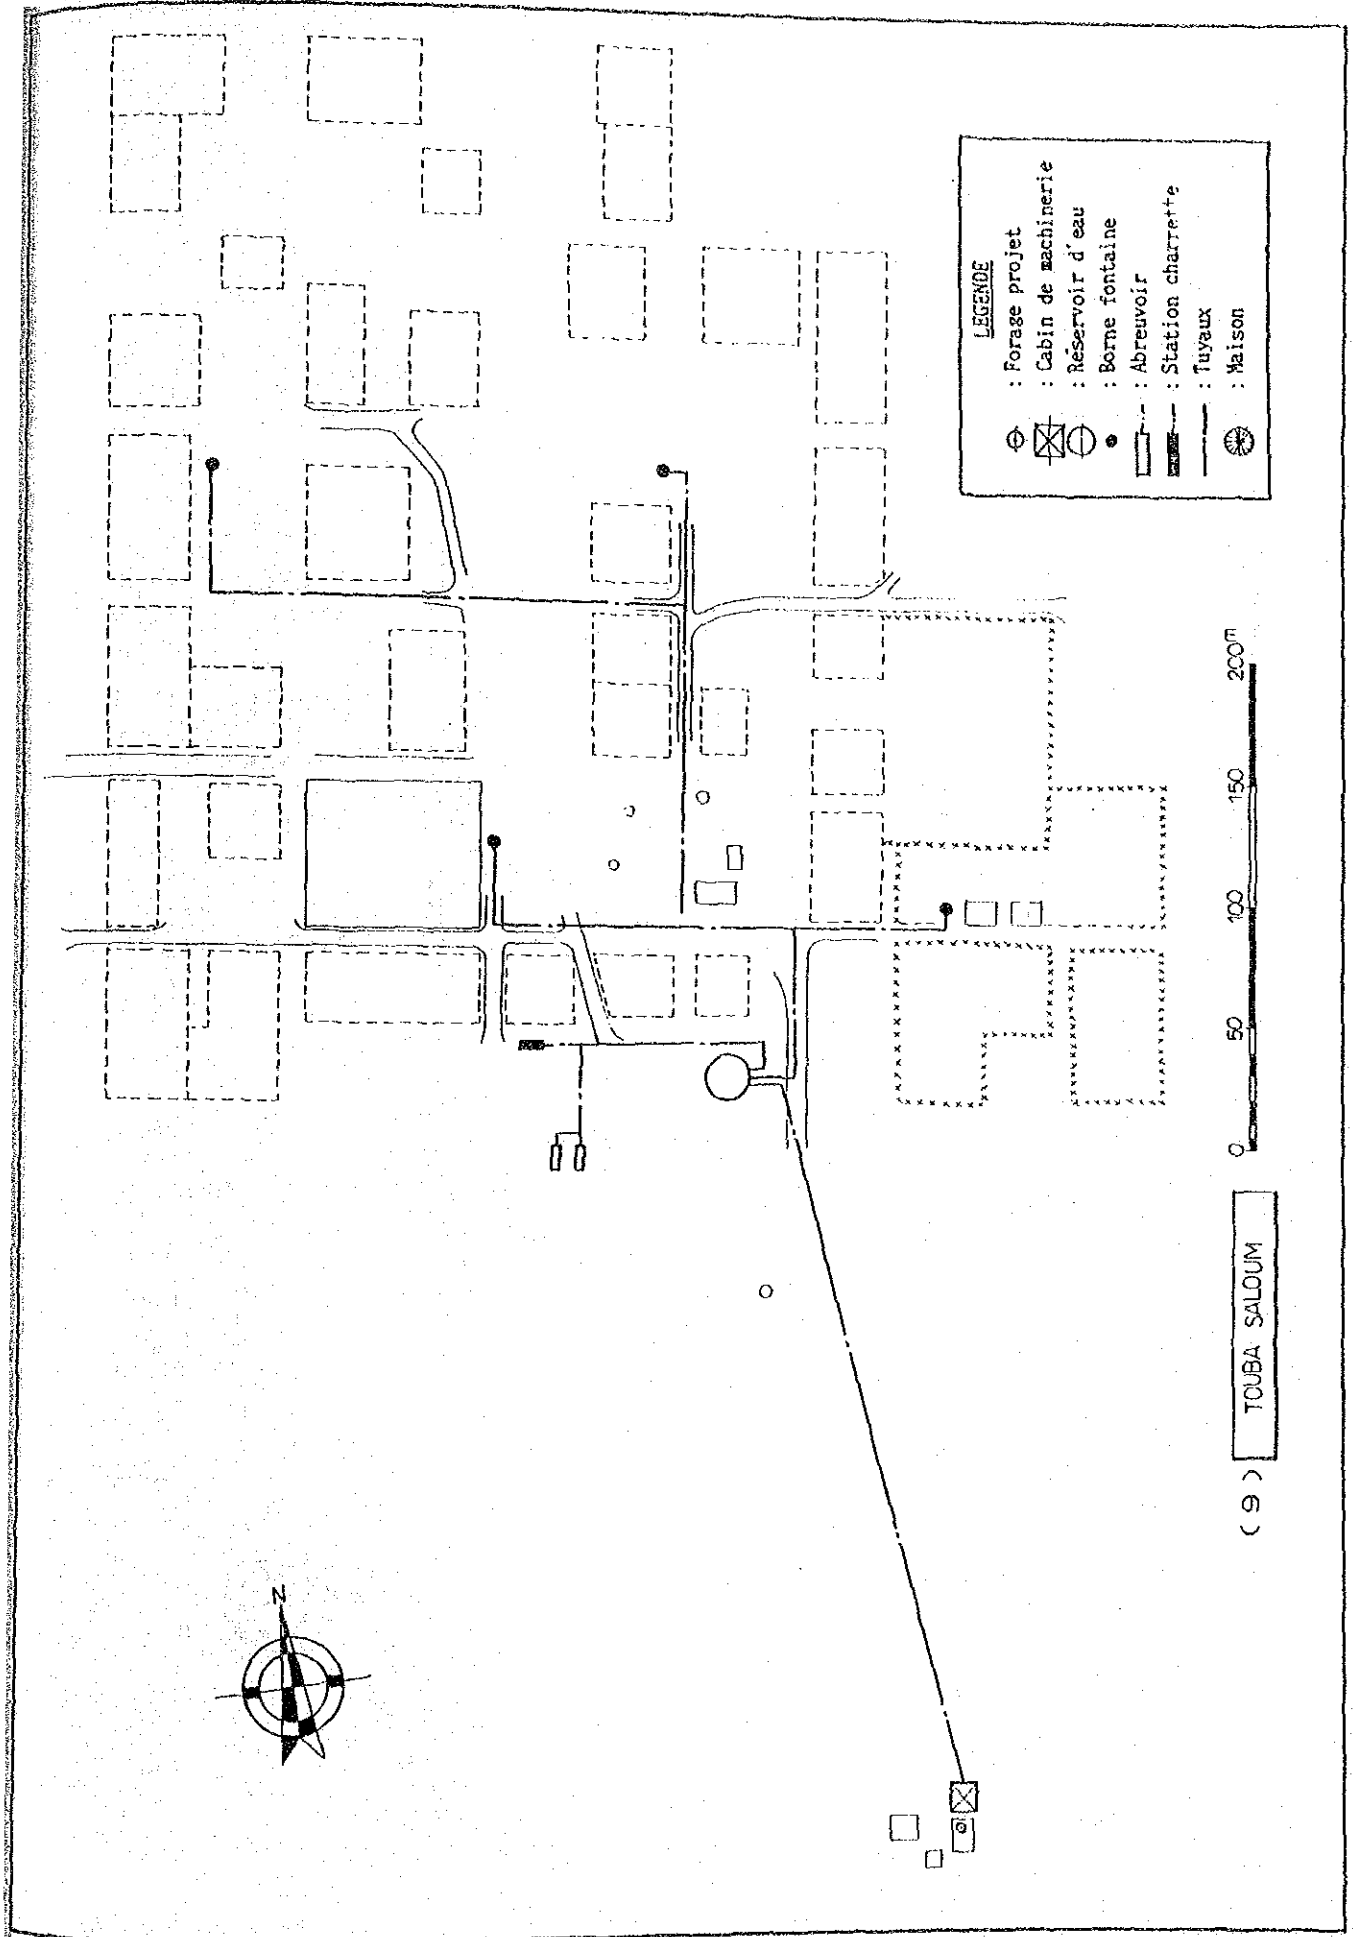 LEGENDE
: Forage projet
: Cabin de machinerie
: Réservoir d'eau
: Borne fontaine
: Abreuvoir
: Station charrette
: Tuyaux
: Maison
0 50 100 150 200m
(9) TOUBA SALOUM
N